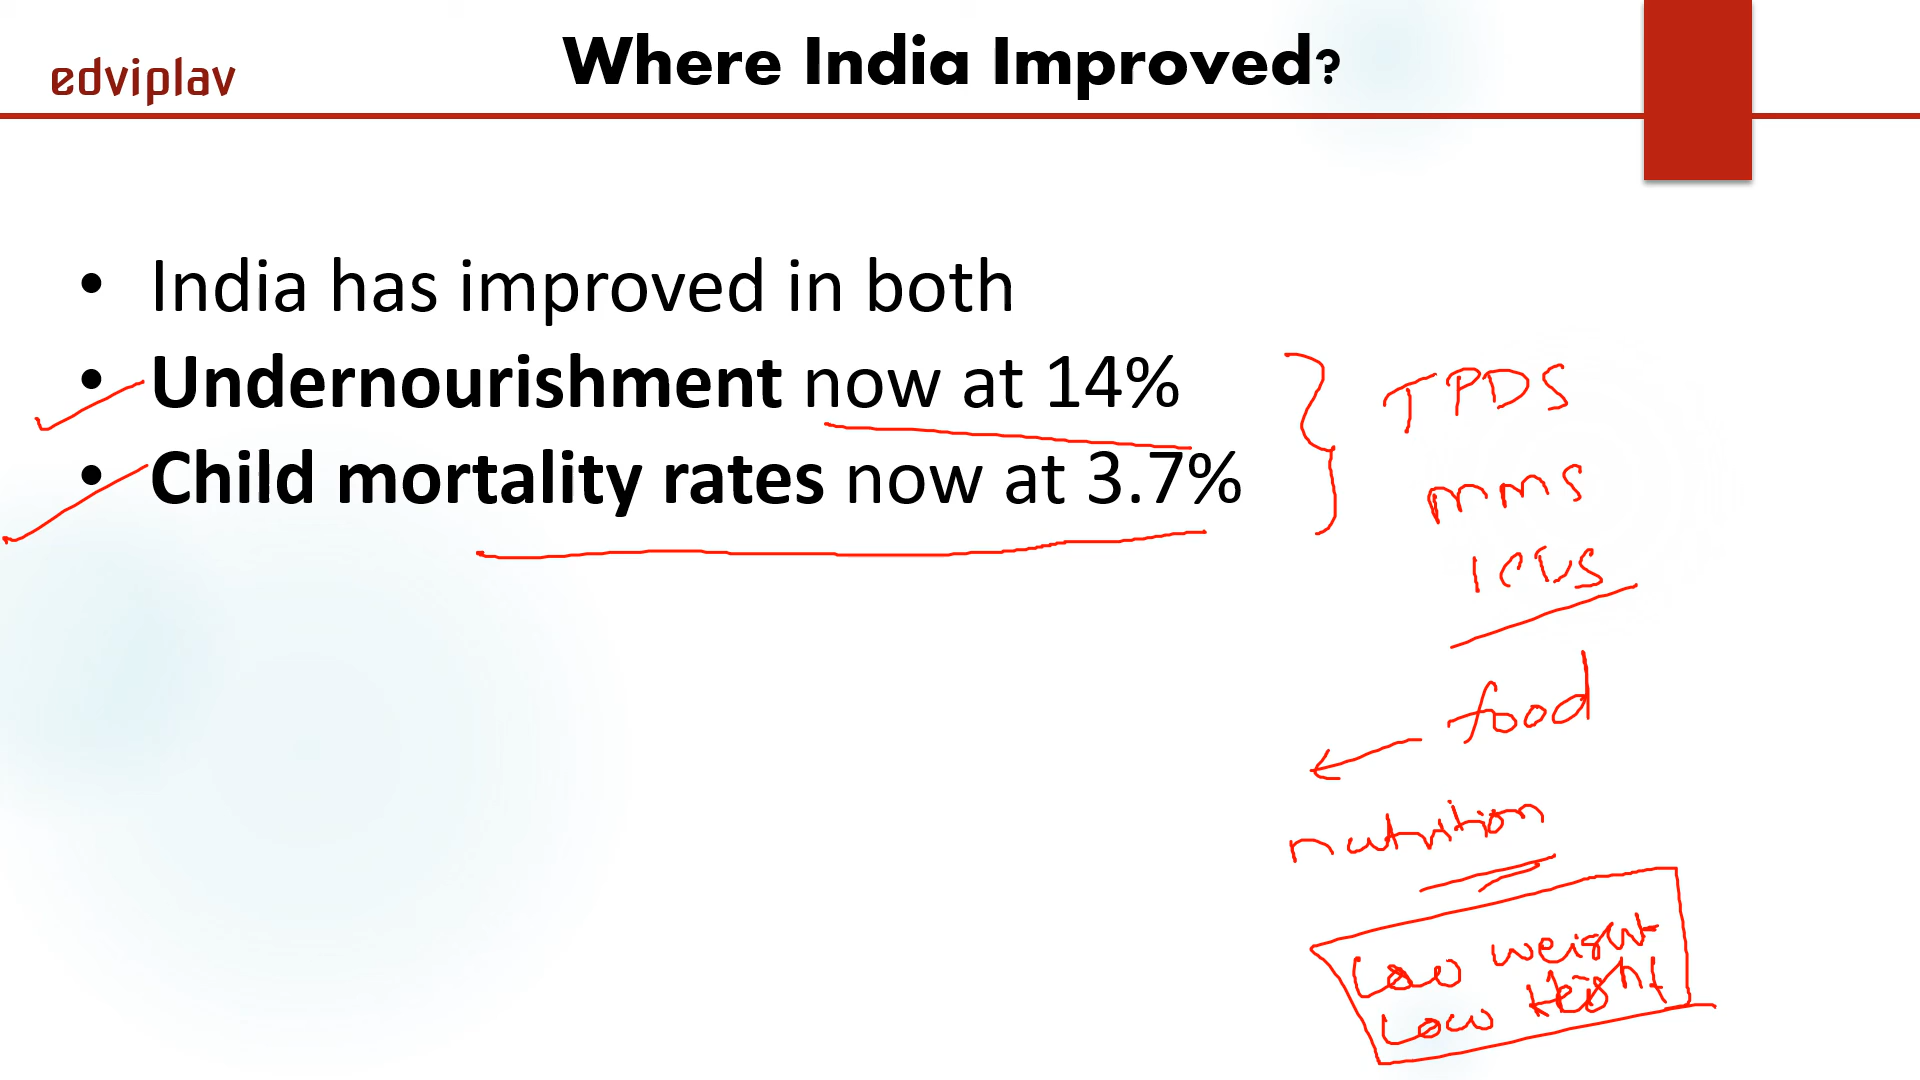 edviplav
Where India Improved?
• India has improved in both
• Undernourishment now at 14%
• Child mortality rates now at 3.7%
TPDS
mms
ICDS
food
nutrition
Low weight
Low Height